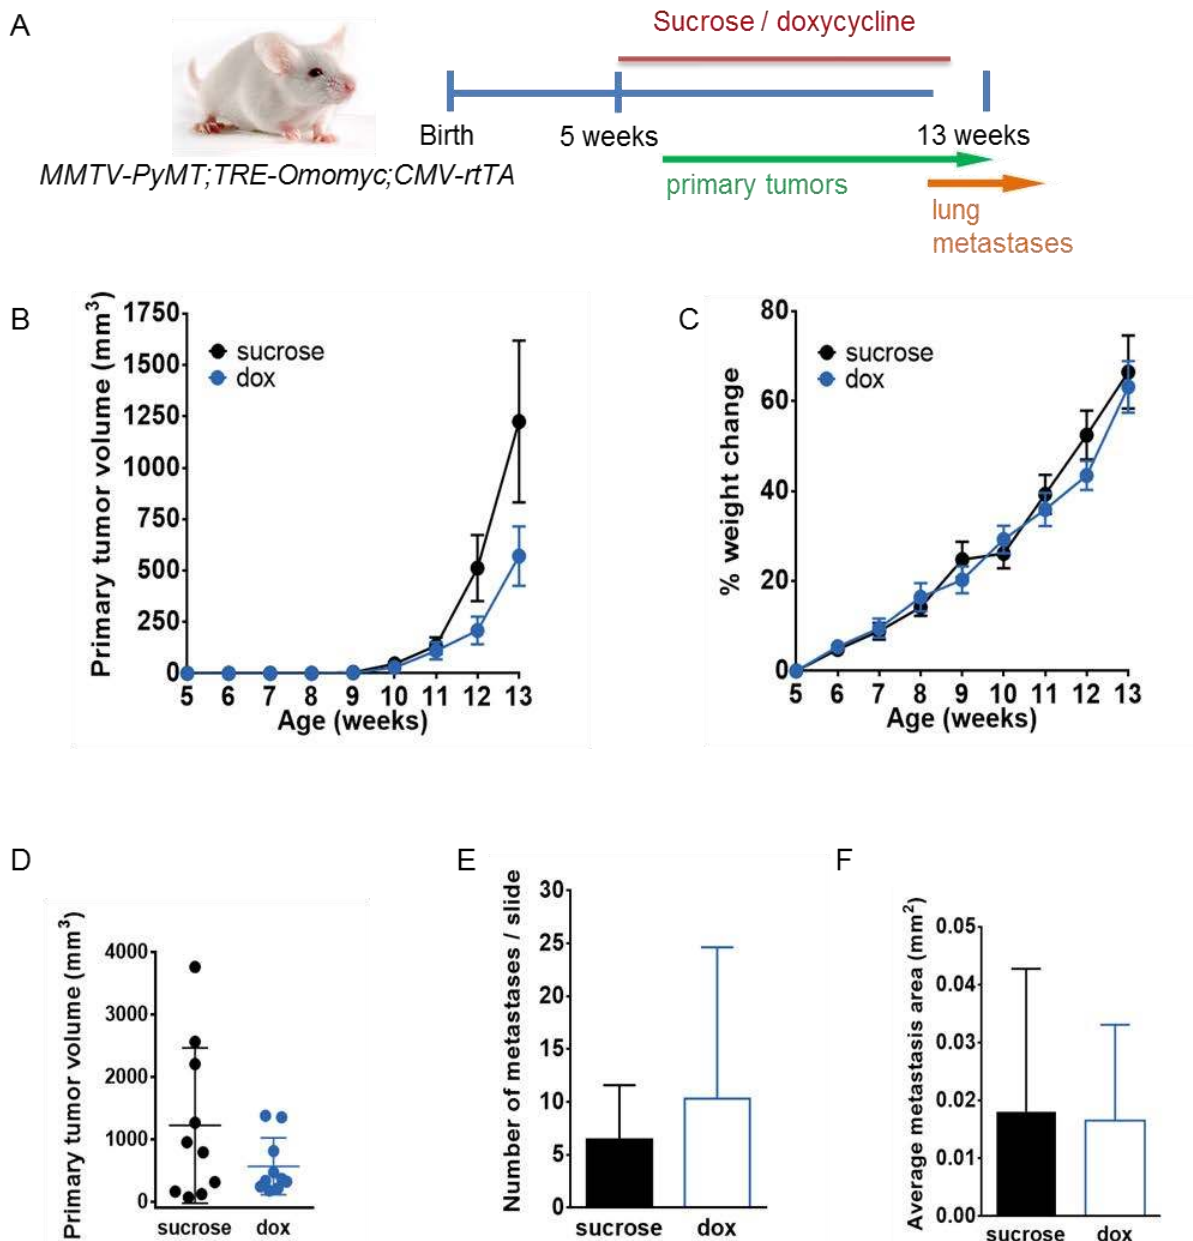 A
Sucrose / doxycycline
Birth
5 weeks
13 weeks
MMTV-PyMT;TRE-Omomyc;CMV-rtTA
primary tumors
lung
metastases
B
Primary tumor volume (mm³)
1750
1500
1250
1000
750
500
250
0
sucrose
dox
5 6 7 8 9 10 11 12 13
Age (weeks)
C
% weight change
80
60
40
20
0
sucrose
dox
5 6 7 8 9 10 11 12 13
Age (weeks)
D
Primary tumor volume (mm³)
4000
3000
2000
1000
0
sucrose dox
E
Number of metastases / slide
30
25
20
15
10
5
0
sucrose dox
F
Average metastasis area (mm²)
0.05
0.04
0.03
0.02
0.01
0.00
sucrose dox